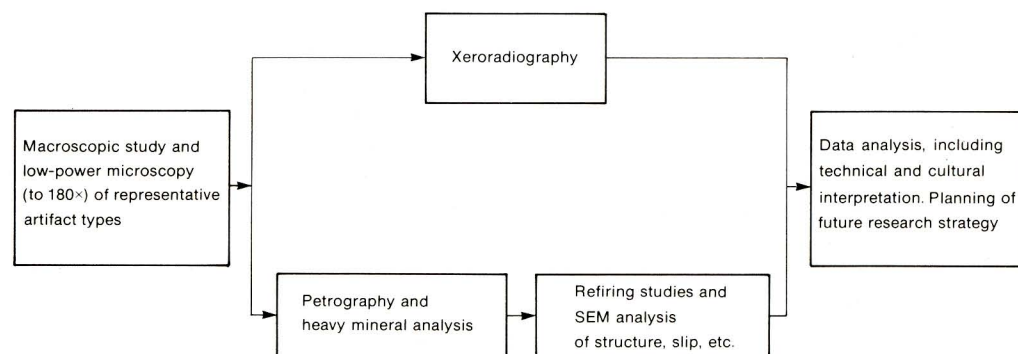 Xeroradiography
Macroscopic study and
low-power microscopy
(to 180×) of representative
artifact types
Data analysis, including
technical and cultural
interpretation. Planning of
future research strategy
Petrography and
heavy mineral analysis
Refiring studies and
SEM analysis
of structure, slip, etc.